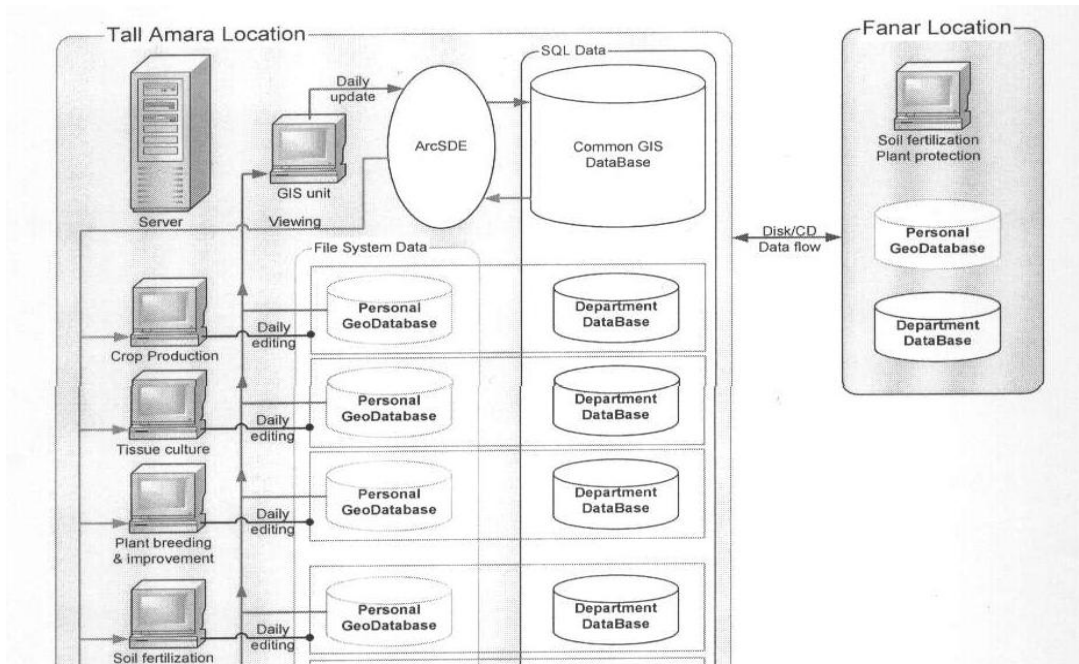 Tall Amara Location
Fanar Location
SQL Data
Daily
update
ArcSDE
Common GIS
DataBase
Soil fertilization
Plant protection
GIS unit
Server
Viewing
Disk/CD
Data flow
Personal
GeoDatabase
File System Data
Department
DataBase
Personal
GeoDatabase
Department
DataBase
Daily
editing
Crop Production
Personal
GeoDatabase
Department
DataBase
Daily
editing
Tissue culture
Personal
GeoDatabase
Department
DataBase
Daily
editing
Plant breeding
& improvement
Personal
GeoDatabase
Department
DataBase
Daily
editing
Soil fertilization